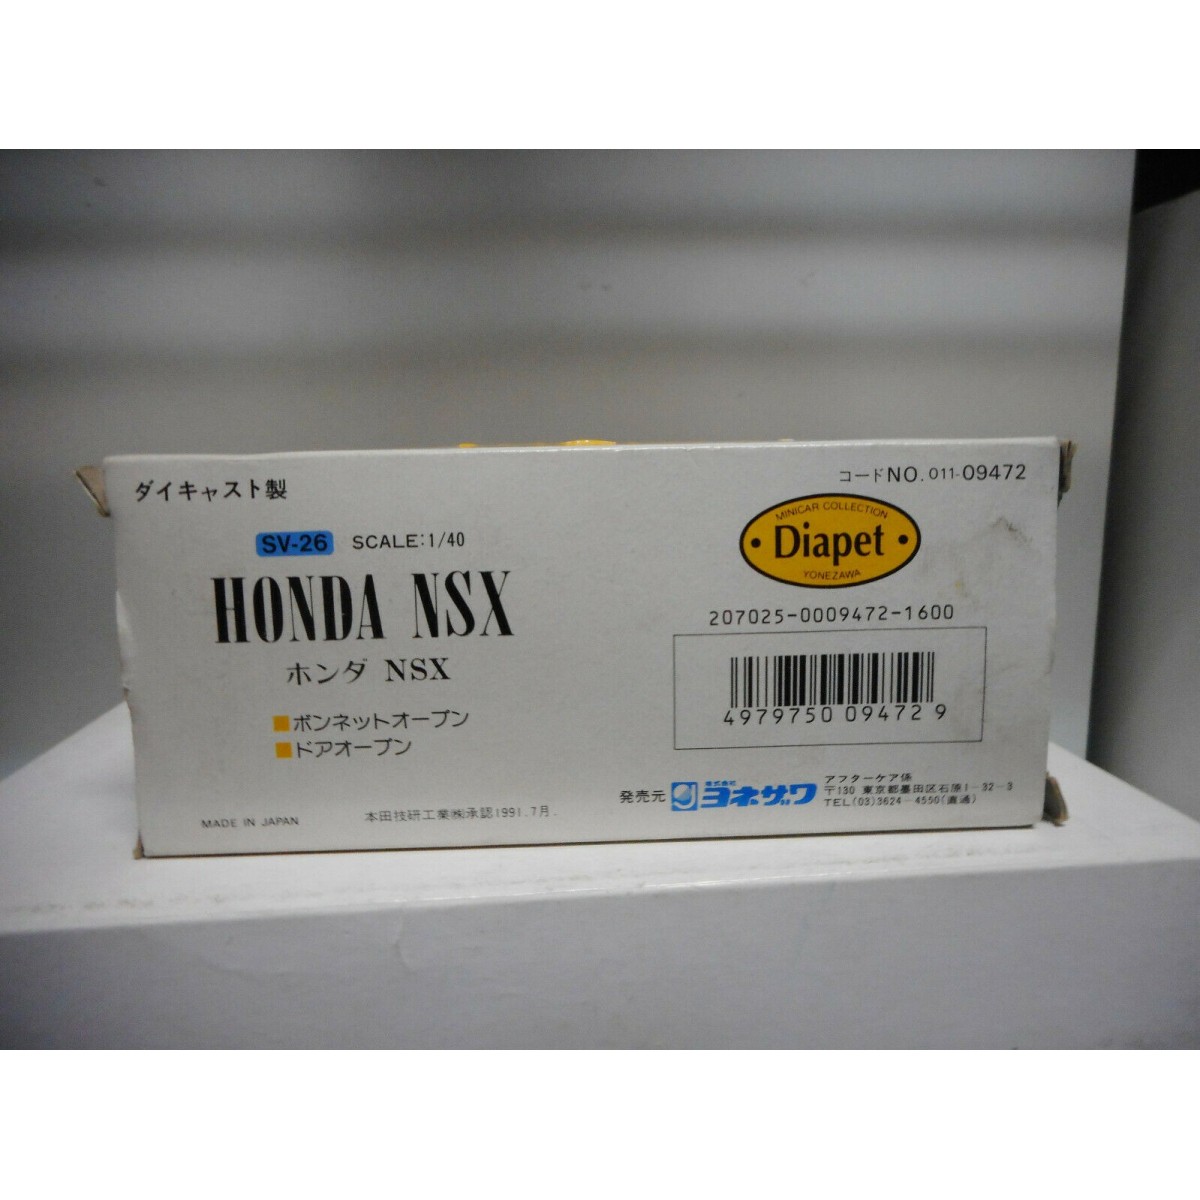 ダイキャスト製
コードNO. 011-09472
SV-26 SCALE:1/40
HONDA NSX
ホンダ NSX
■ボンネットオープン
■ドアオープン
MINICAR COLLECTION
• Diapet •
YONEZAWA
207025-0009472-1600
4979750 009472 9
発売元 株式会社 ヨネザワ
アフターケア係
〒130 東京都墨田区石原1-32-3
TEL(03)3624-4550(直通)
MADE IN JAPAN
本田技研工業㈱承認1991.7月.